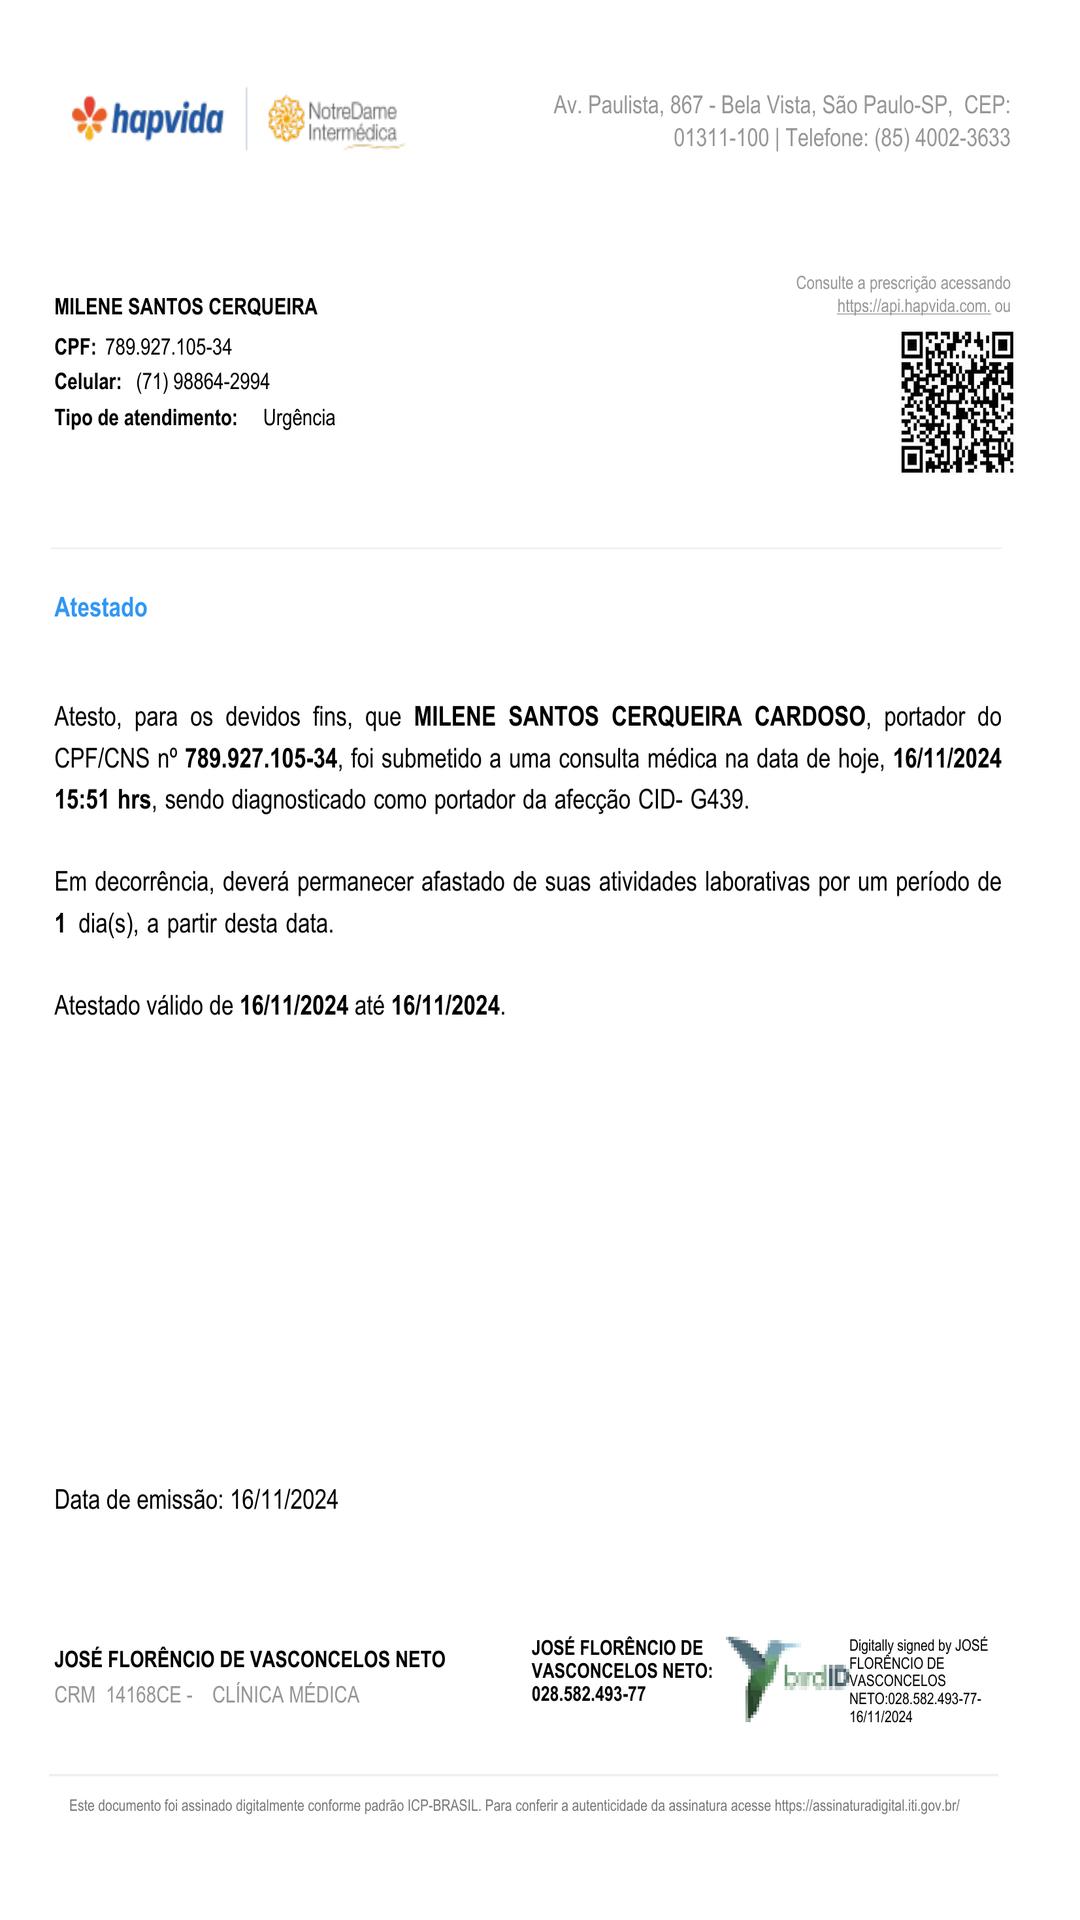 hapvida
NotreDame
Intermédica
Av. Paulista, 867 - Bela Vista, São Paulo-SP, CEP:
01311-100 | Telefone: (85) 4002-3633
Consulte a prescrição acessando
https://api.hapvida.com. ou
MILENE SANTOS CERQUEIRA
CPF: 789.927.105-34
Celular: (71) 98864-2994
Tipo de atendimento: Urgência
Atestado
Atesto, para os devidos fins, que MILENE SANTOS CERQUEIRA CARDOSO, portador do
CPF/CNS nº 789.927.105-34, foi submetido a uma consulta médica na data de hoje, 16/11/2024
15:51 hrs, sendo diagnosticado como portador da afecção CID- G439.
Em decorrência, deverá permanecer afastado de suas atividades laborativas por um período de
1 dia(s), a partir desta data.
Atestado válido de 16/11/2024 até 16/11/2024.
Data de emissão: 16/11/2024
JOSÉ FLORÊNCIO DE VASCONCELOS NETO
CRM 14168CE - CLÍNICA MÉDICA
JOSÉ FLORÊNCIO DE
VASCONCELOS NETO:
028.582.493-77
birdID
Digitally signed by JOSÉ
FLORÊNCIO DE
VASCONCELOS
NETO:028.582.493-77-
16/11/2024
Este documento foi assinado digitalmente conforme padrão ICP-BRASIL. Para conferir a autenticidade da assinatura acesse https://assinaturadigital.iti.gov.br/